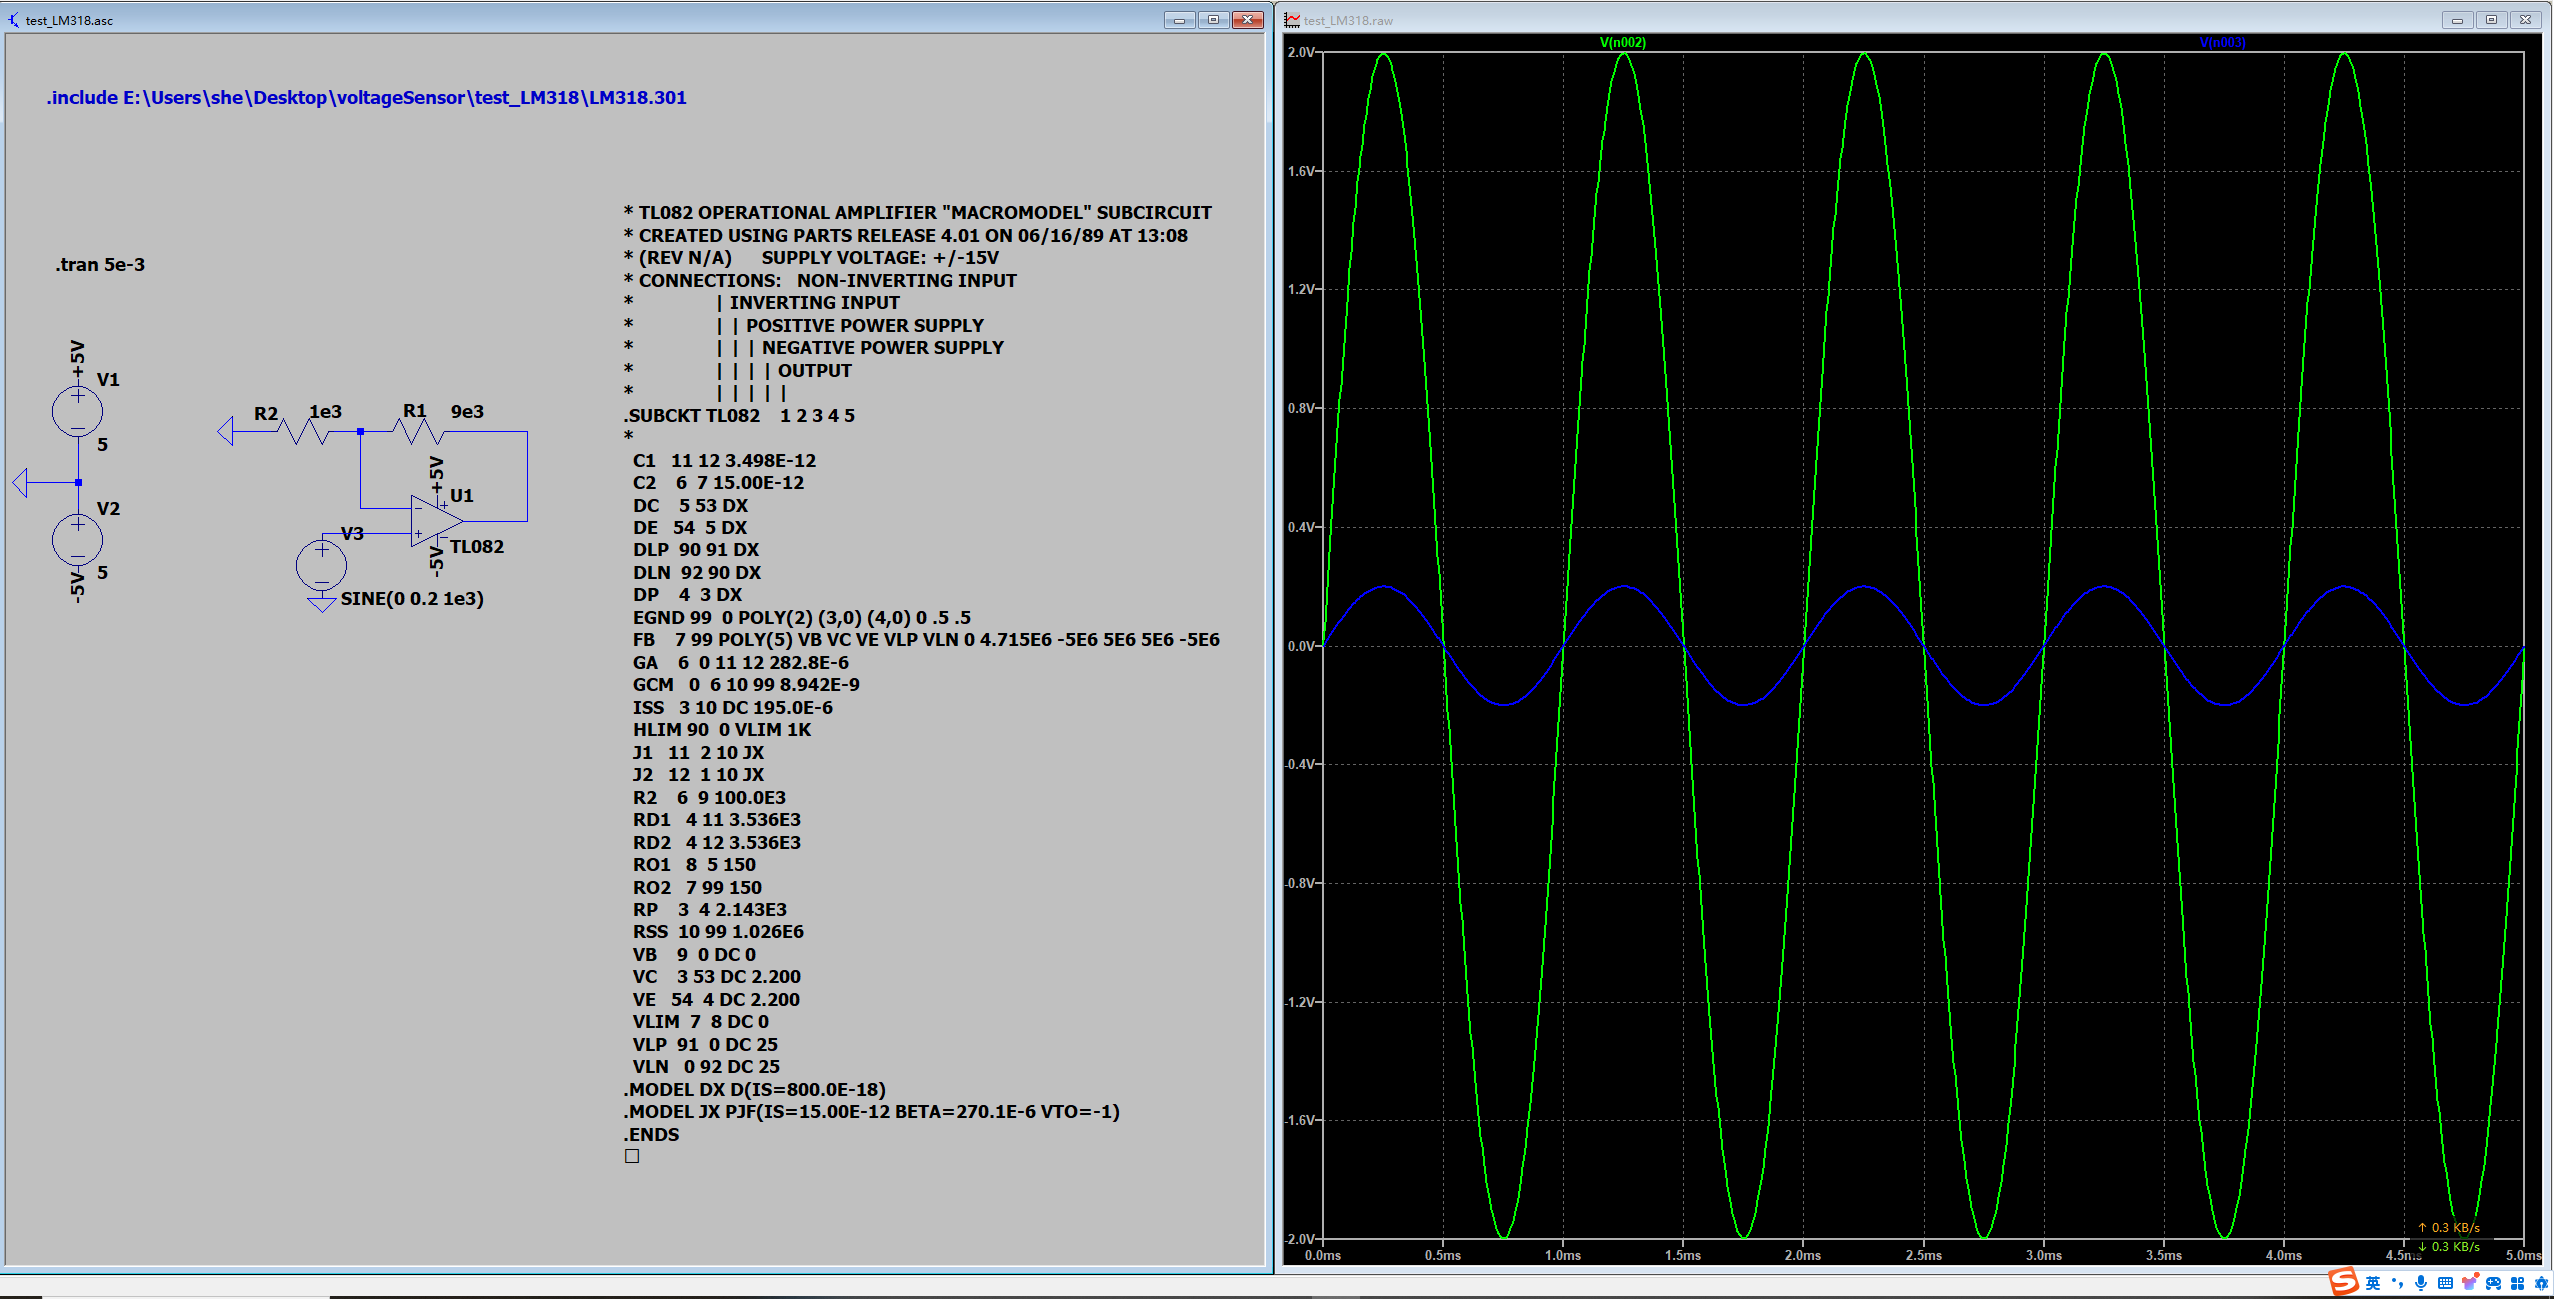 test_LM318.asc
.include E:\Users\she\Desktop\voltageSensor\test_LM318\LM318.301
.tran 5e-3
+5V
V1
5
V2
5
-5V
R2
1e3
R1
9e3
+5V
U1
TL082
-5V
V3
SINE(0 0.2 1e3)
* TL082 OPERATIONAL AMPLIFIER "MACROMODEL" SUBCIRCUIT
* CREATED USING PARTS RELEASE 4.01 ON 06/16/89 AT 13:08
* (REV N/A) SUPPLY VOLTAGE: +/-15V
* CONNECTIONS: NON-INVERTING INPUT
* | INVERTING INPUT
* | | POSITIVE POWER SUPPLY
* | | | NEGATIVE POWER SUPPLY
* | | | | OUTPUT
* | | | | |
.SUBCKT TL082 1 2 3 4 5
*
C1 11 12 3.498E-12
C2 6 7 15.00E-12
DC 5 53 DX
DE 54 5 DX
DLP 90 91 DX
DLN 92 90 DX
DP 4 3 DX
EGND 99 0 POLY(2) (3,0) (4,0) 0 .5 .5
FB 7 99 POLY(5) VB VC VE VLP VLN 0 4.715E6 -5E6 5E6 5E6 -5E6
GA 6 0 11 12 282.8E-6
GCM 0 6 10 99 8.942E-9
ISS 3 10 DC 195.0E-6
HLIM 90 0 VLIM 1K
J1 11 2 10 JX
J2 12 1 10 JX
R2 6 9 100.0E3
RD1 4 11 3.536E3
RD2 4 12 3.536E3
RO1 8 5 150
RO2 7 99 150
RP 3 4 2.143E3
RSS 10 99 1.026E6
VB 9 0 DC 0
VC 3 53 DC 2.200
VE 54 4 DC 2.200
VLIM 7 8 DC 0
VLP 91 0 DC 25
VLN 0 92 DC 25
.MODEL DX D(IS=800.0E-18)
.MODEL JX PJF(IS=15.00E-12 BETA=270.1E-6 VTO=-1)
.ENDS
test_LM318.raw
V(n002)
V(n003)
2.0V
1.6V
1.2V
0.8V
0.4V
0.0V
-0.4V
-0.8V
-1.2V
-1.6V
-2.0V
0.0ms
0.5ms
1.0ms
1.5ms
2.0ms
2.5ms
3.0ms
3.5ms
4.0ms
4.5ms
5.0ms
↑ 0.3 KB/s
↓ 0.3 KB/s
英